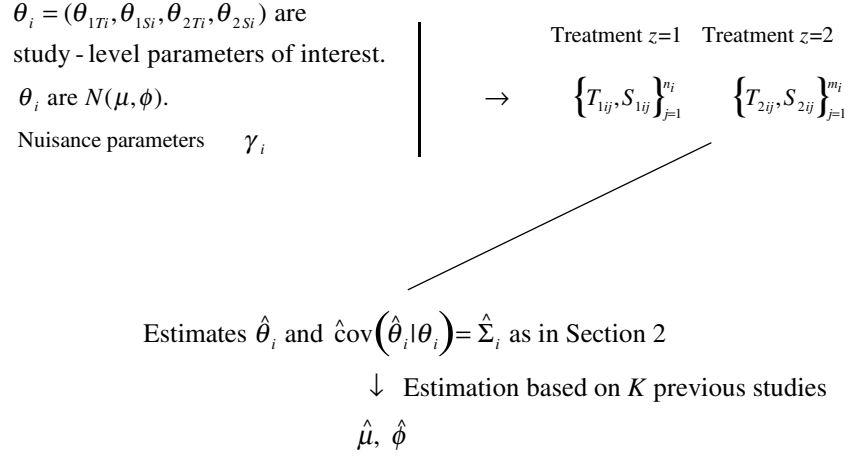 θ_i = (θ_{1Ti}, θ_{1Si}, θ_{2Ti}, θ_{2Si}) are
study - level parameters of interest.
θ_i are N(μ, ϕ).
Nuisance parameters γ_i
→
Treatment z=1 Treatment z=2
{T_{1ij}, S_{1ij}}_{j=1}^{n_i} {T_{2ij}, S_{2ij}}_{j=1}^{m_i}
Estimates θ̂_i and ĉov(θ̂_i|θ_i) = Σ̂_i as in Section 2
↓ Estimation based on K previous studies
μ̂, ϕ̂